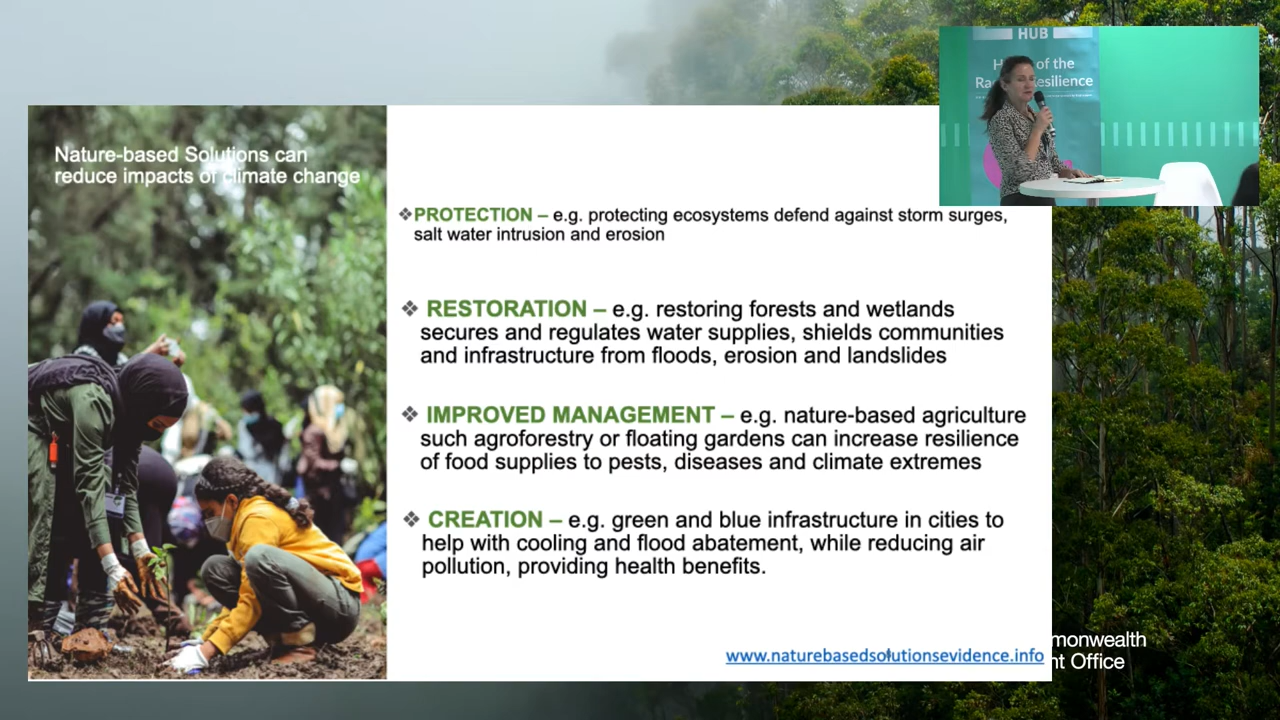 HUB
of the
Resilience
Nature-based Solutions can
reduce impacts of climate change
❖PROTECTION – e.g. protecting ecosystems defend against storm surges,
salt water intrusion and erosion
❖ RESTORATION – e.g. restoring forests and wetlands
secures and regulates water supplies, shields communities
and infrastructure from floods, erosion and landslides
❖ IMPROVED MANAGEMENT – e.g. nature-based agriculture
such agroforestry or floating gardens can increase resilience
of food supplies to pests, diseases and climate extremes
❖ CREATION – e.g. green and blue infrastructure in cities to
help with cooling and flood abatement, while reducing air
pollution, providing health benefits.
www.naturebasedsolutionsevidence.info
monwealth
nt Office